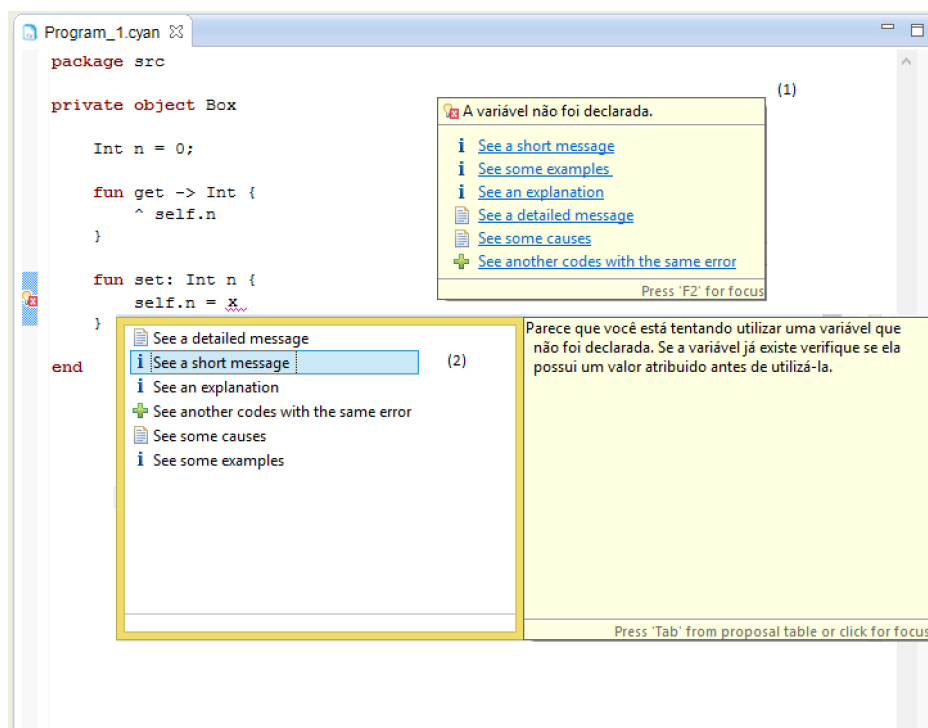 Program_1.cyan
package src
private object Box
Int n = 0;
fun get -> Int {
^ self.n
}
fun set: Int n {
self.n = x
}
end
(1)
A variável não foi declarada.
See a short message
See some examples
See an explanation
See a detailed message
See some causes
See another codes with the same error
Press 'F2' for focus
See a detailed message
See a short message
See an explanation
See another codes with the same error
See some causes
See some examples
(2)
Parece que você está tentando utilizar uma variável que
não foi declarada. Se a variável já existe verifique se ela
possui um valor atribuido antes de utilizá-la.
Press 'Tab' from proposal table or click for focus